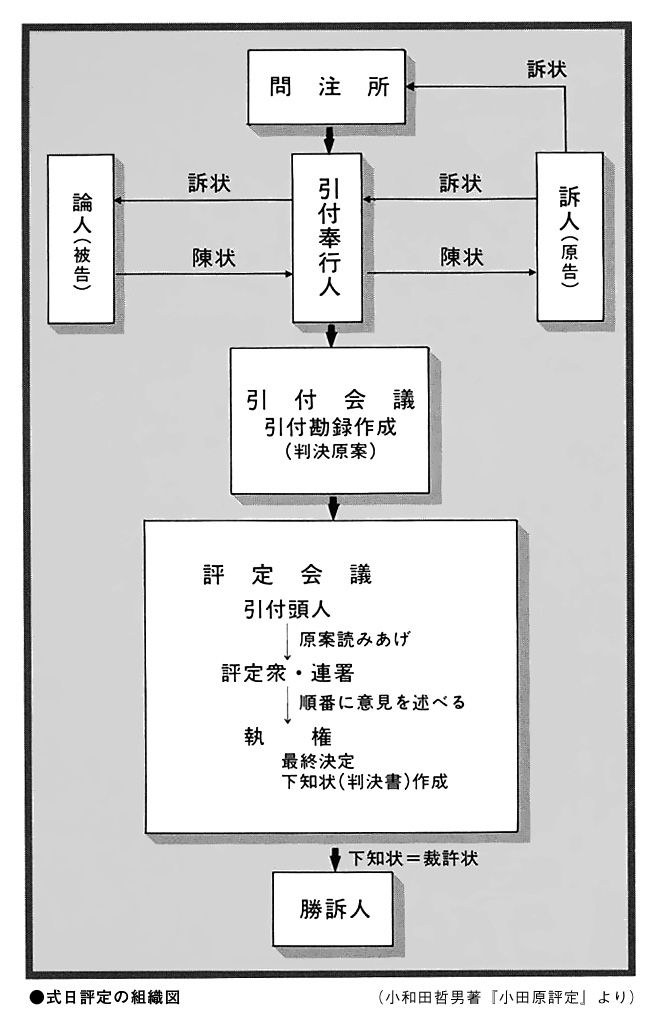 問注所
訴状
論人(被告)
訴状
陳状
引付奉行人
訴状
陳状
訴人(原告)
引付会議
引付勘録作成
(判決原案)
評定会議
引付頭人
原案読みあげ
評定衆・連署
順番に意見を述べる
執権
最終決定
下知状(判決書)作成
下知状=裁許状
勝訴人
●式日評定の組織図
(小和田哲男著『小田原評定』より)